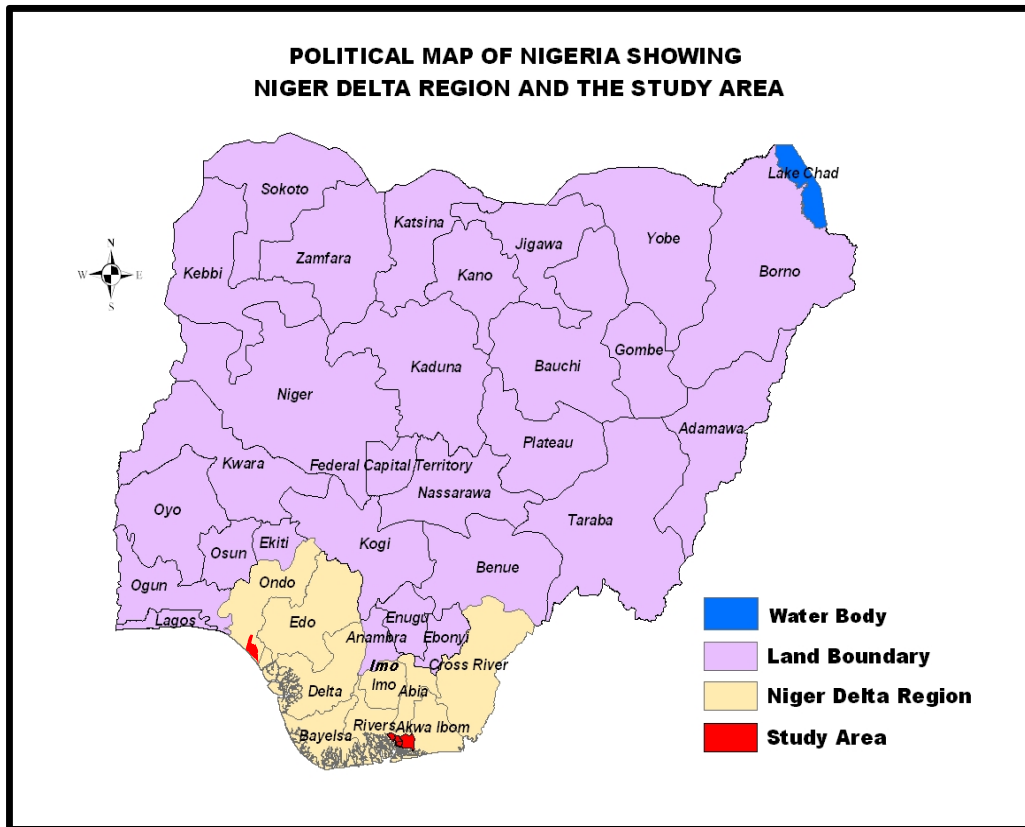 POLITICAL MAP OF NIGERIA SHOWING
NIGER DELTA REGION AND THE STUDY AREA
Lake Chad
Sokoto
Katsina
Yobe
Jigawa
Zamfara
Kebbi
Kano
Borno
N
W
E
S
Gombe
Kaduna
Bauchi
Niger
Adamawa
Plateau
Kwara
Federal Capital Territory
Nassarawa
Oyo
Taraba
Ekiti
Kogi
Osun
Benue
Ogun
Ondo
Lagos
Edo
Enugu
Anambra
Ebonyi
Imo
Cross River
Imo
Abia
Delta
Rivers
Akwa Ibom
Bayelsa
Water Body
Land Boundary
Niger Delta Region
Study Area